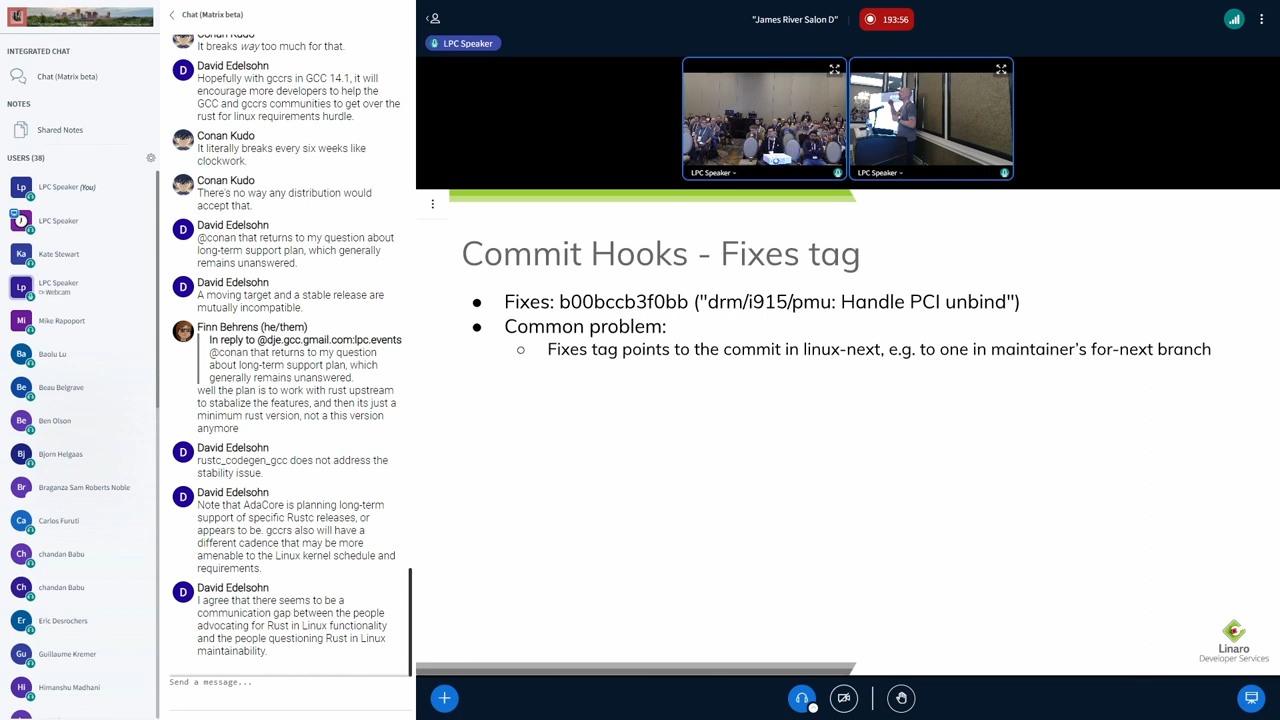 INTEGRATED CHAT
Chat (Matrix beta)
NOTES
Shared Notes
USERS (38)
Lp LPC Speaker (You)
LPC Speaker
Ka Kate Stewart
Lp LPC Speaker
Webcam
Mi Mike Rapoport
Ba Baolu Lu
Be Beau Belgrave
Be Ben Olson
Bj Bjorn Helgaas
Br Braganza Sam Roberts Noble
Ca Carlos Furuti
Ch chandan Babu
Ch chandan Babu
Er Eric Desrochers
Gu Guillaume Kremer
Hi Himanshu Madhani
Chat (Matrix beta)
Conan Kudo
It breaks way too much for that.
D David Edelsohn
Hopefully with gccrs in GCC 14.1, it will
encourage more developers to help the
GCC and gccrs communities to get over the
rust for linux requirements hurdle.
Conan Kudo
It literally breaks every six weeks like
clockwork.
Conan Kudo
There's no way any distribution would
accept that.
D David Edelsohn
@conan that returns to my question about
long-term support plan, which generally
remains unanswered.
D David Edelsohn
A moving target and a stable release are
mutually incompatible.
Finn Behrens (he/them)
In reply to @dje.gcc.gmail.com:lpc.events
@conan that returns to my question
about long-term support plan, which
generally remains unanswered.
well the plan is to work with rust upstream
to stabalize the features, and then its just a
minimum rust version, not a this version
anymore
D David Edelsohn
rustc_codegen_gcc does not address the
stability issue.
D David Edelsohn
Note that AdaCore is planning long-term
support of specific Rustc releases, or
appears to be. gccrs also will have a
different cadence that may be more
amenable to the Linux kernel schedule and
requirements.
D David Edelsohn
I agree that there seems to be a
communication gap between the people
advocating for Rust in Linux functionality
and the people questioning Rust in Linux
maintainability.
Send a message...
"James River Salon D"
193:56
LPC Speaker
LPC Speaker
LPC Speaker
Commit Hooks - Fixes tag
● Fixes: b00bccb3f0bb ("drm/i915/pmu: Handle PCI unbind")
● Common problem:
○ Fixes tag points to the commit in linux-next, e.g. to one in maintainer's for-next branch
Linaro
Developer Services